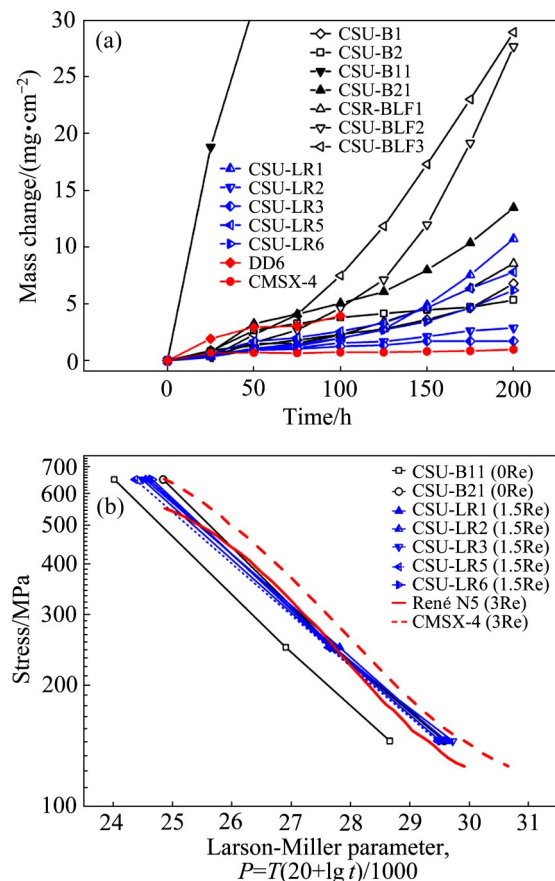 (a)
30
25
20
15
10
5
0
Mass change/(mg•cm⁻²)
CSU-B1
CSU-B2
CSU-B11
CSU-B21
CSR-BLF1
CSU-BLF2
CSU-BLF3
CSU-LR1
CSU-LR2
CSU-LR3
CSU-LR5
CSU-LR6
DD6
CMSX-4
0 50 100 150 200
Time/h
(b)
700
600
500
400
300
200
100
Stress/MPa
CSU-B11 (0Re)
CSU-B21 (0Re)
CSU-LR1 (1.5Re)
CSU-LR2 (1.5Re)
CSU-LR3 (1.5Re)
CSU-LR5 (1.5Re)
CSU-LR6 (1.5Re)
René N5 (3Re)
CMSX-4 (3Re)
24 25 26 27 28 29 30 31
Larson-Miller parameter,
P=T(20+lg t)/1000